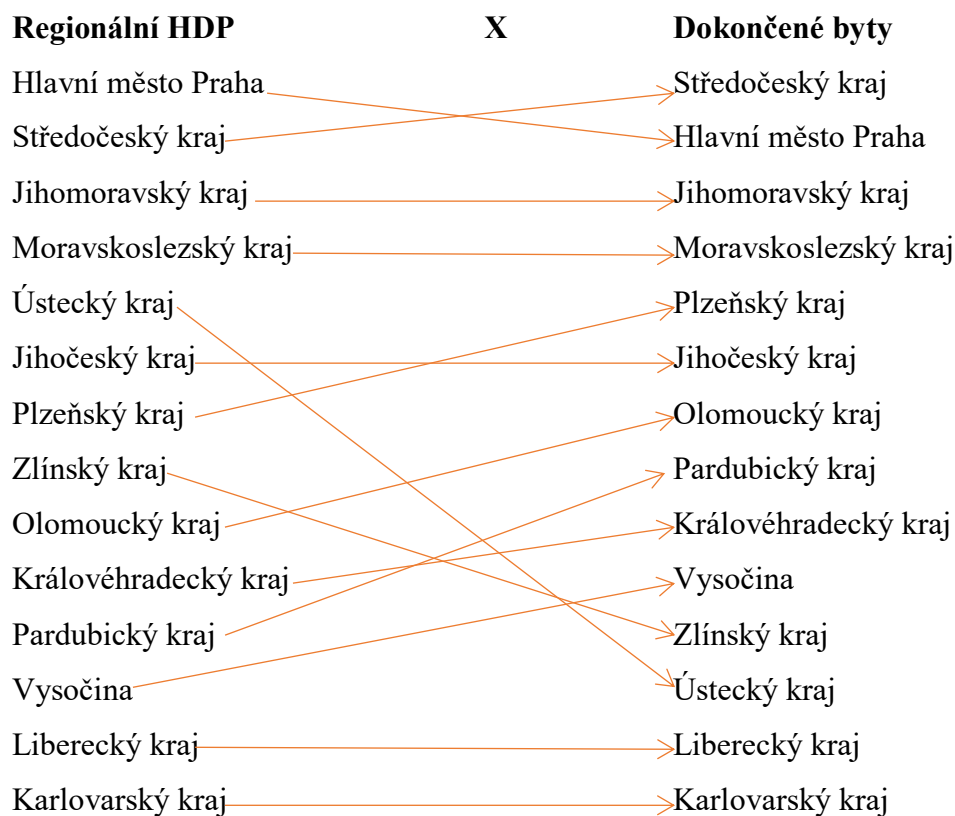 Regionální HDP X Dokončené byty
Hlavní město Praha Středočeský kraj
Středočeský kraj Hlavní město Praha
Jihomoravský kraj Jihomoravský kraj
Moravskoslezský kraj Moravskoslezský kraj
Ústecký kraj Plzeňský kraj
Jihočeský kraj Jihočeský kraj
Plzeňský kraj Olomoucký kraj
Zlínský kraj Pardubický kraj
Olomoucký kraj Královéhradecký kraj
Královéhradecký kraj Vysočina
Pardubický kraj Zlínský kraj
Vysočina Ústecký kraj
Liberecký kraj Liberecký kraj
Karlovarský kraj Karlovarský kraj